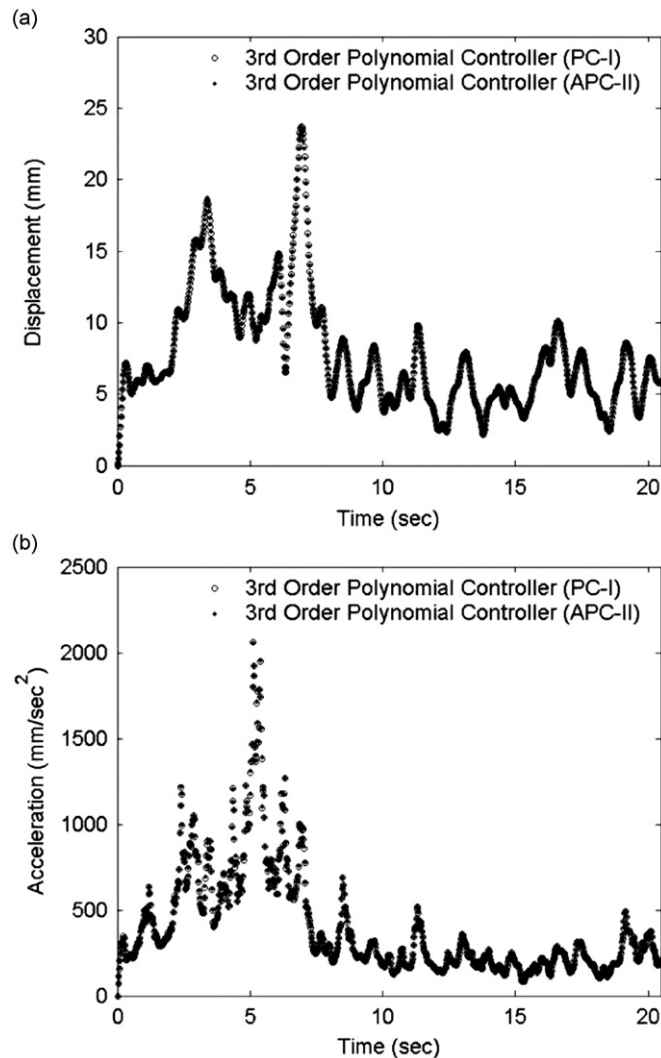 (a)
30
3rd Order Polynomial Controller (PC-I)
3rd Order Polynomial Controller (APC-II)
25
20
15
10
5
0
Displacement (mm)
0 5 10 15 20
Time (sec)
(b)
2500
3rd Order Polynomial Controller (PC-I)
3rd Order Polynomial Controller (APC-II)
2000
1500
1000
500
0
Acceleration (mm/sec²)
0 5 10 15 20
Time (sec)